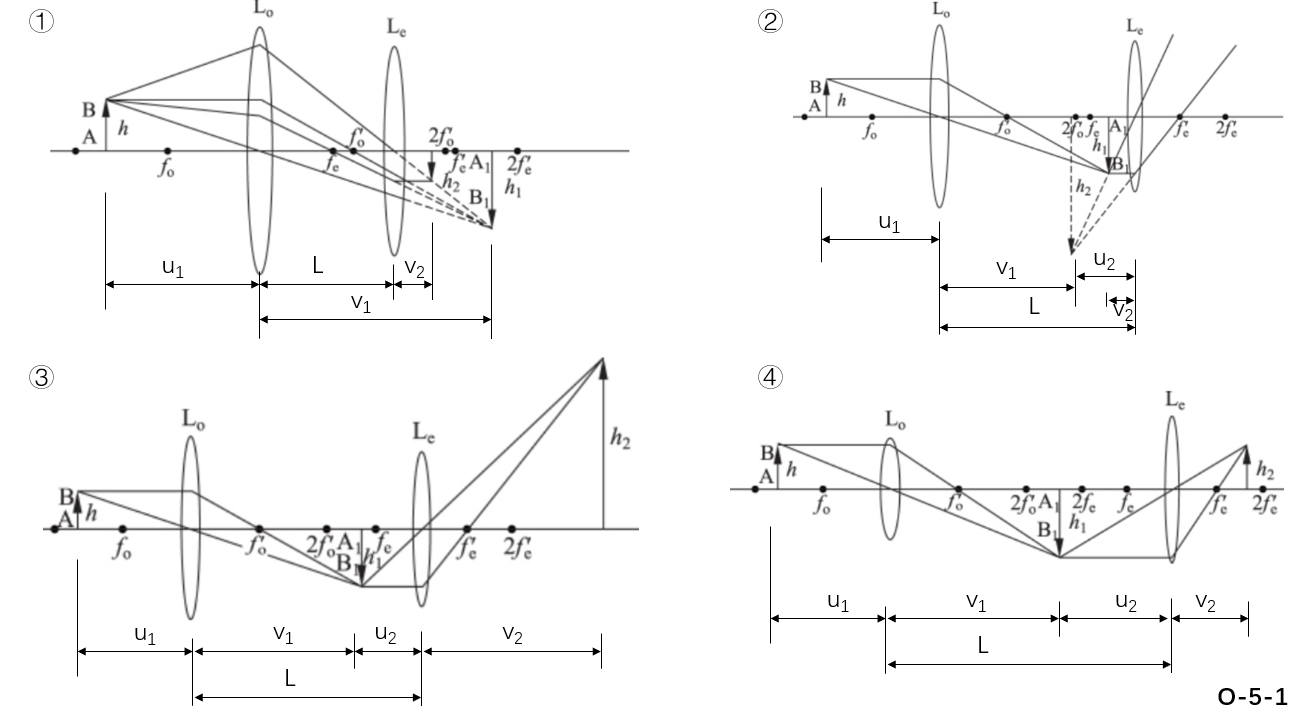 ①
Lₒ
Lₑ
B
A
h
fₒ
fₑ
f'ₒ
2f'ₒ
f'ₑ
A₁
2f'ₑ
h₂
B₁
h₁
u₁
L
v₂
v₁
②
Lₒ
Lₑ
B
A
h
fₒ
f'ₒ
2f'ₒ
fₑ
A₁
f'ₑ
2f'ₑ
h₁
B₁
h₂
u₁
v₁
u₂
L
v₂
③
Lₒ
Lₑ
h₂
B
A
h
fₒ
f'ₒ
2f'ₒ
A₁
fₑ
B₁
h₁
f'ₑ
2f'ₑ
u₁
v₁
u₂
v₂
L
④
Lₒ
Lₑ
B
A
h
h₂
fₒ
f'ₒ
2f'ₒ
A₁
2fₑ
fₑ
f'ₑ
2f'ₑ
B₁
h₁
u₁
v₁
u₂
v₂
L
O-5-1